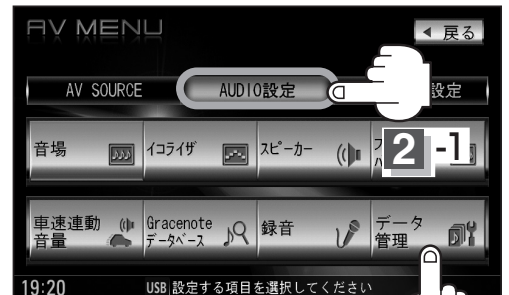 AV MENU
戻る
AV SOURCE
AUDIO設定
設定
音場
イコライザ
スピーカー
2-1
車速連動
音量
Gracenote
データベース
録音
データ
管理
19:20
USB 設定する項目を選択してください